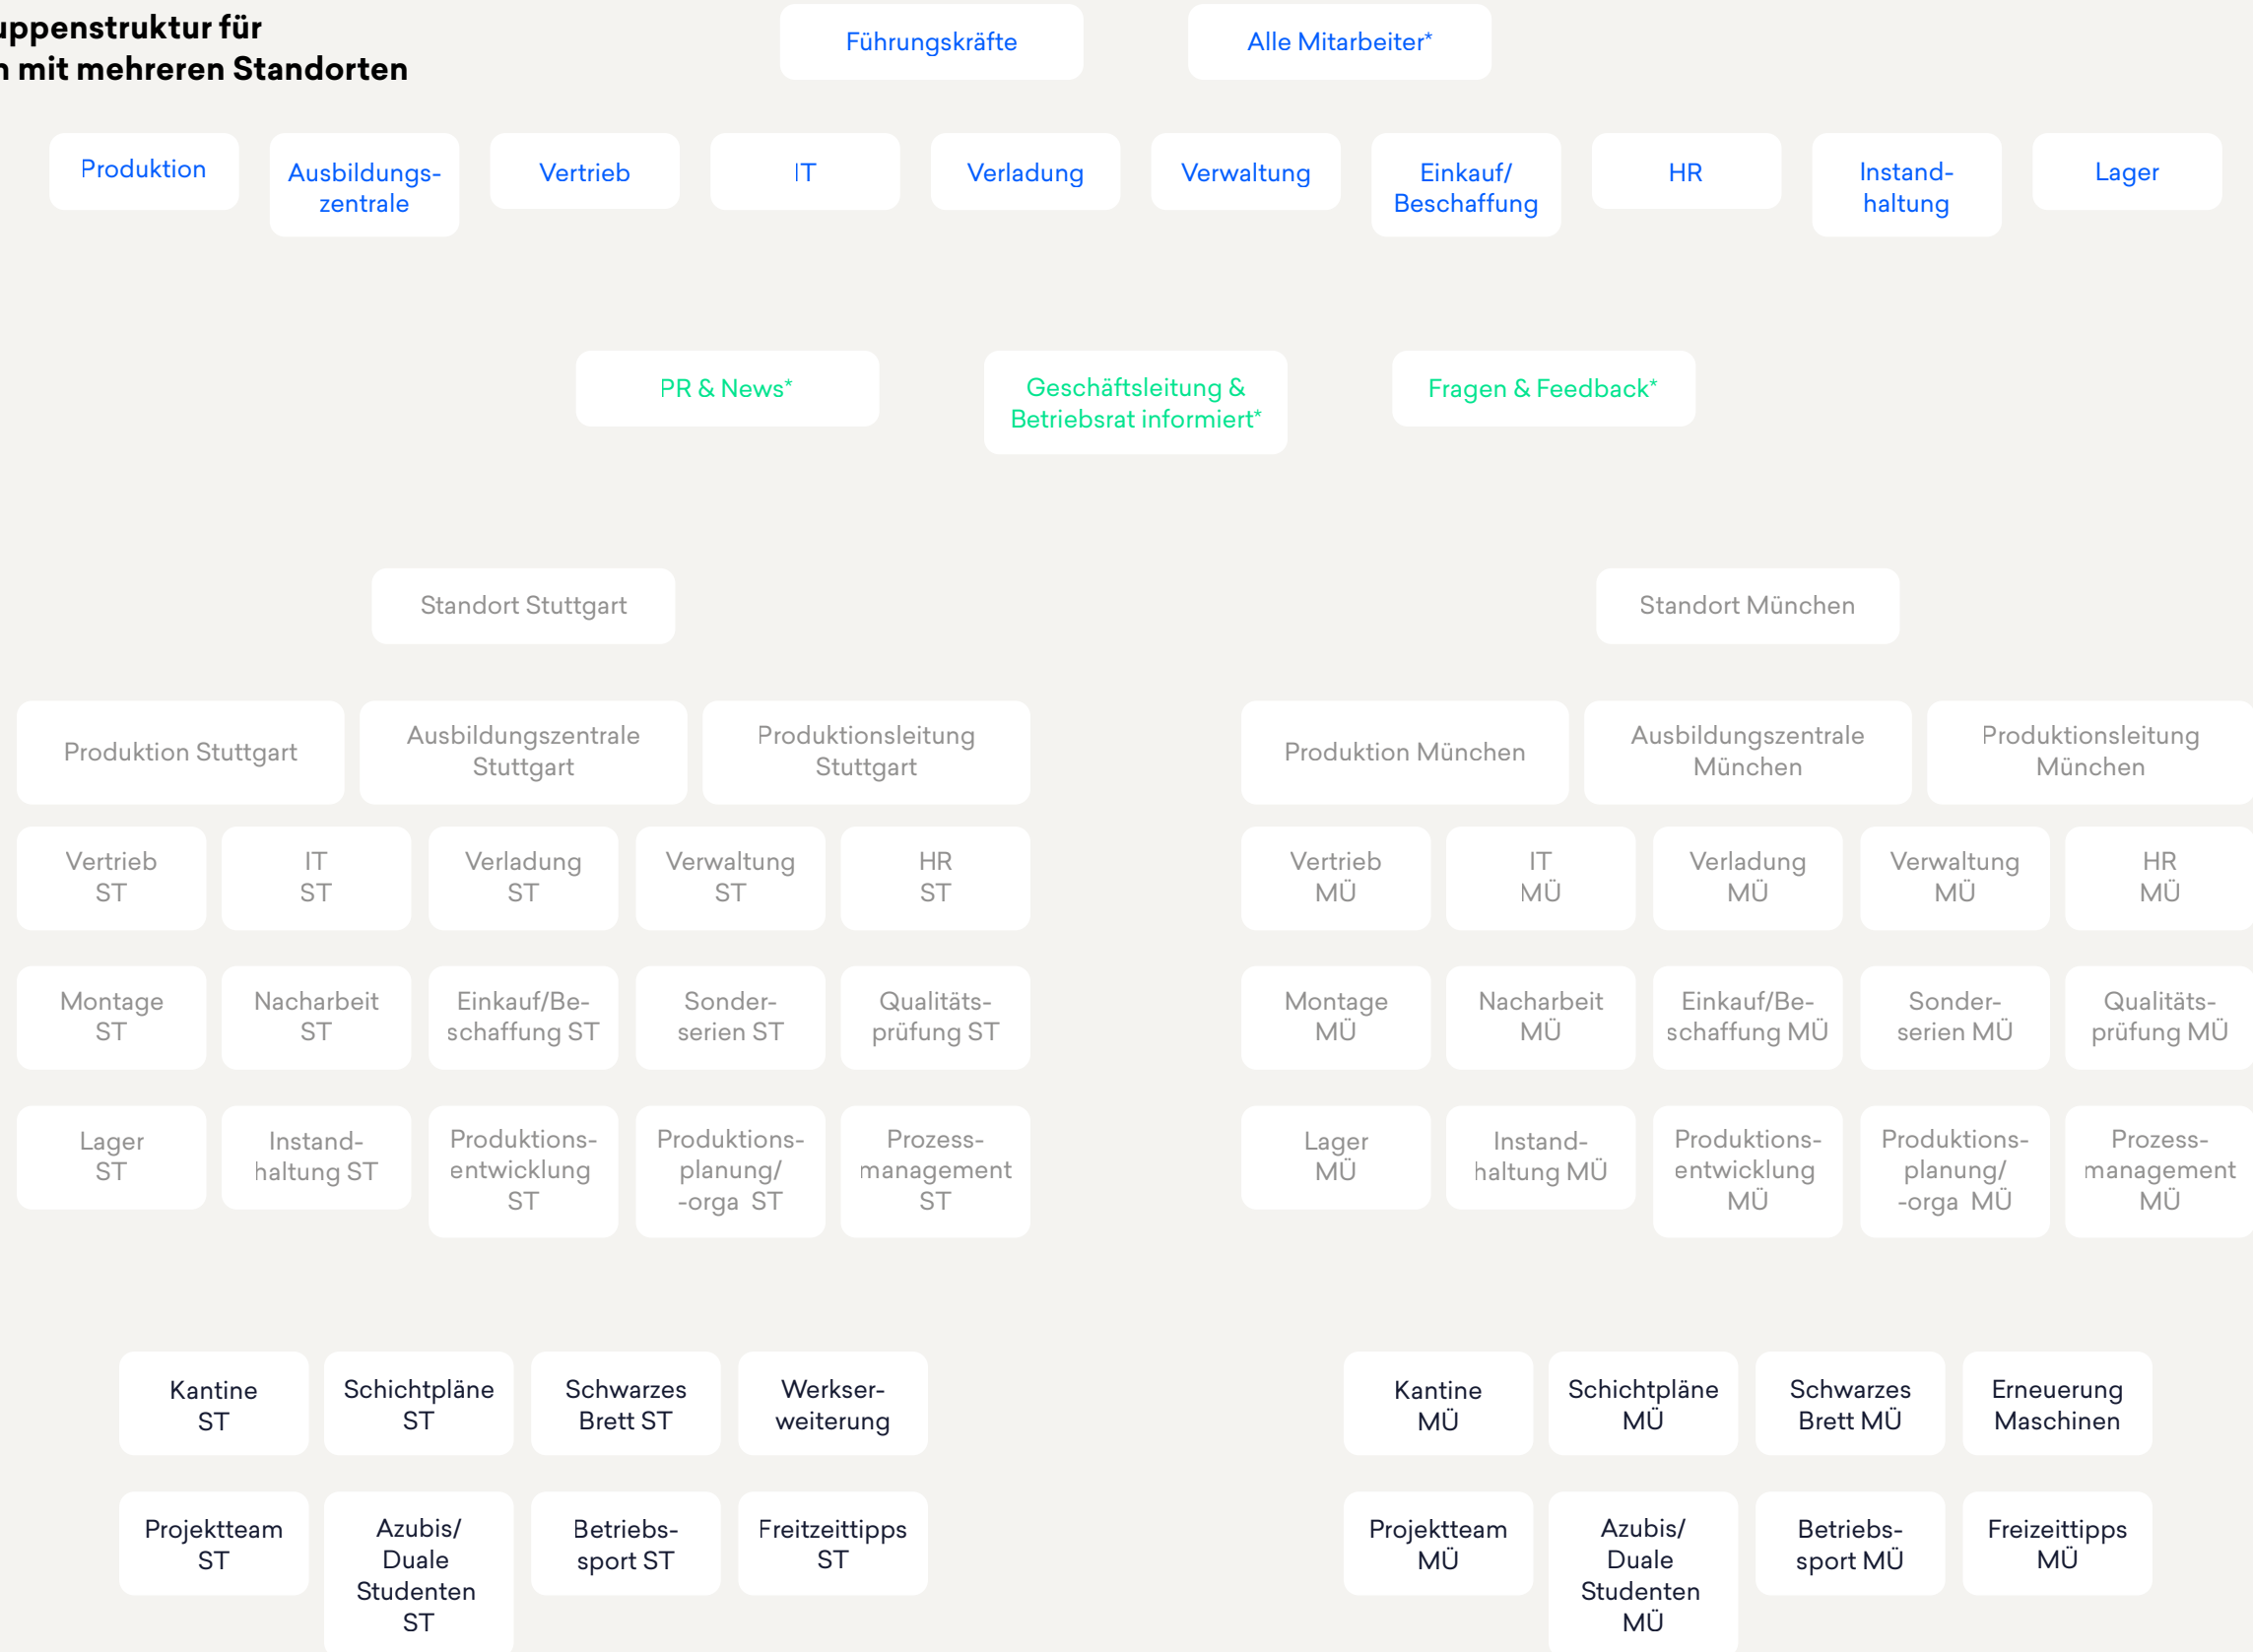 uppenstruktur für
n mit mehreren Standorten
Führungskräfte
Alle Mitarbeiter*
Produktion
Ausbildungs-
zentrale
Vertrieb
IT
Verladung
Verwaltung
Einkauf/
Beschaffung
HR
Instand-
haltung
Lager
PR & News*
Geschäftsleitung &
Betriebsrat informiert*
Fragen & Feedback*
Standort Stuttgart
Standort München
Produktion Stuttgart
Ausbildungszentrale
Stuttgart
Produktionsleitung
Stuttgart
Produktion München
Ausbildungszentrale
München
Produktionsleitung
München
Vertrieb
ST
IT
ST
Verladung
ST
Verwaltung
ST
HR
ST
Vertrieb
MÜ
IT
MÜ
Verladung
MÜ
Verwaltung
MÜ
HR
MÜ
Montage
ST
Nacharbeit
ST
Einkauf/Be-
schaffung ST
Sonder-
serien ST
Qualitäts-
prüfung ST
Montage
MÜ
Nacharbeit
MÜ
Einkauf/Be-
schaffung MÜ
Sonder-
serien MÜ
Qualitäts-
prüfung MÜ
Lager
ST
Instand-
haltung ST
Produktions-
entwicklung
ST
Produktions-
planung/
-orga ST
Prozess-
management
ST
Lager
MÜ
Instand-
haltung MÜ
Produktions-
entwicklung
MÜ
Produktions-
planung/
-orga MÜ
Prozess-
management
MÜ
Kantine
ST
Schichtpläne
ST
Schwarzes
Brett ST
Werkser-
weiterung
Kantine
MÜ
Schichtpläne
MÜ
Schwarzes
Brett MÜ
Erneuerung
Maschinen
Projektteam
ST
Azubis/
Duale
Studenten
ST
Betriebs-
sport ST
Freitzeittipps
ST
Projektteam
MÜ
Azubis/
Duale
Studenten
MÜ
Betriebs-
sport MÜ
Freizeittipps
MÜ